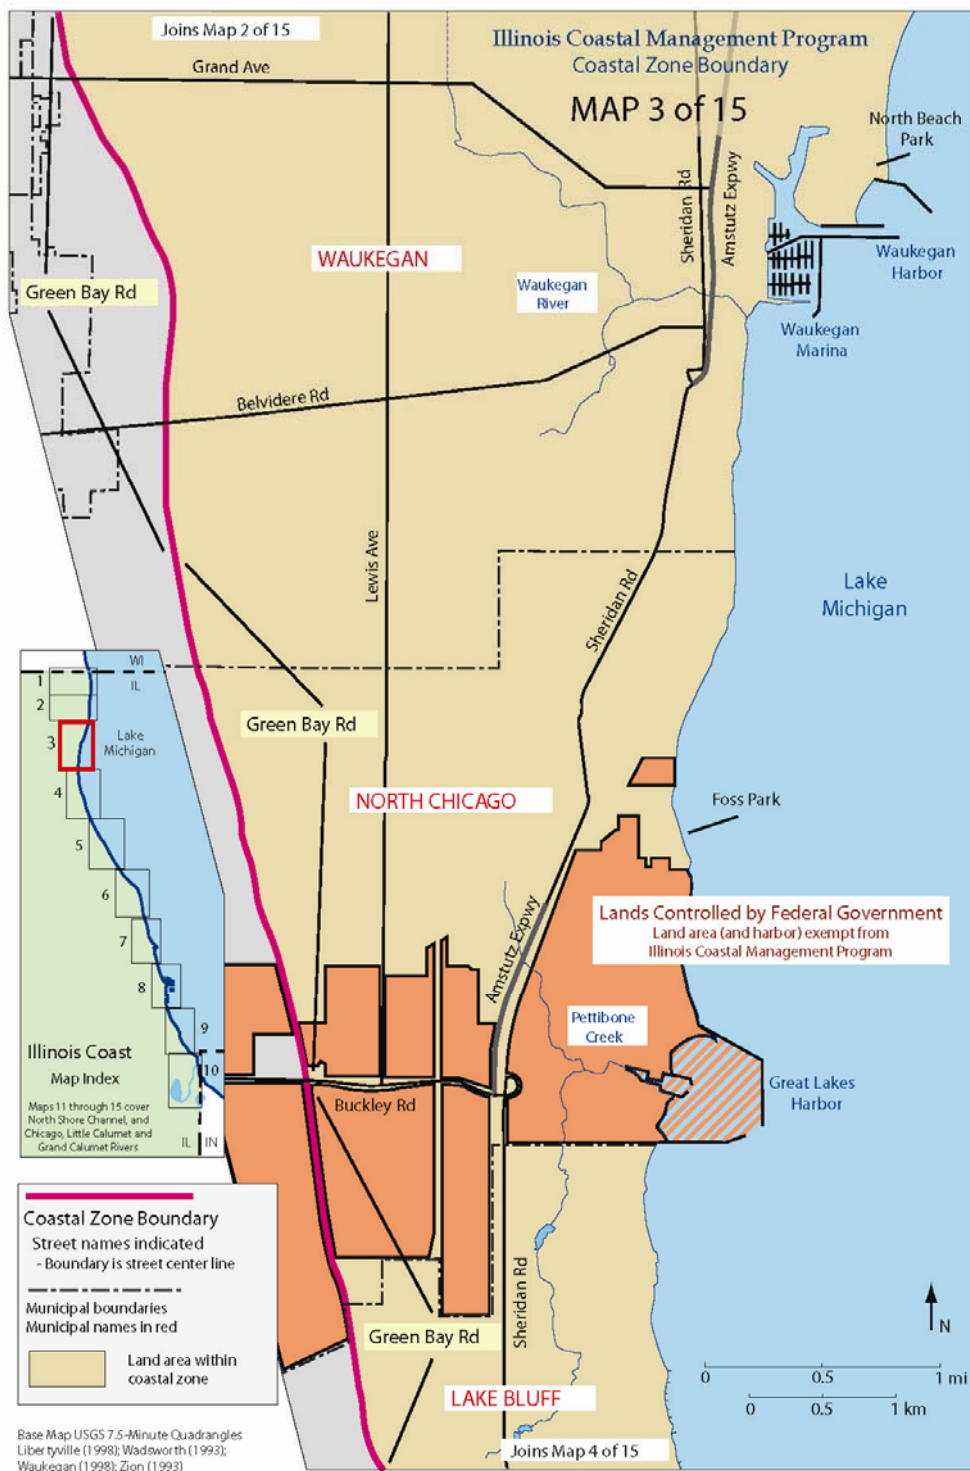 Joins Map 2 of 15
Illinois Coastal Management Program
Coastal Zone Boundary
MAP 3 of 15
Grand Ave
North Beach
Park
Sheridan Rd
Amstutz Expwy
WAUKEGAN
Waukegan
Harbor
Green Bay Rd
Waukegan
River
Waukegan
Marina
Belvidere Rd
Lewis Ave
Sheridan Rd
Lake
Michigan
WI
IL
1
2
3
Lake
Michigan
4
5
6
7
8
9
10
Illinois Coast
Map Index
Maps 11 through 15 cover
North Shore Channel, and
Chicago, Little Calumet and
Grand Calumet Rivers
IL
IN
Green Bay Rd
NORTH CHICAGO
Foss Park
Lands Controlled by Federal Government
Land area (and harbor) exempt from
Illinois Coastal Management Program
Amstutz Expwy
Pettibone
Creek
Great Lakes
Harbor
Buckley Rd
Coastal Zone Boundary
Street names indicated
- Boundary is street center line
Municipal boundaries
Municipal names in red
Land area within
coastal zone
Sheridan Rd
Green Bay Rd
LAKE BLUFF
N
0 0.5 1 mi
0 0.5 1 km
Joins Map 4 of 15
Base Map USGS 7.5-Minute Quadrangles
Libertyville (1998); Wadsworth (1993);
Waukegan (1998); Zion (1993)